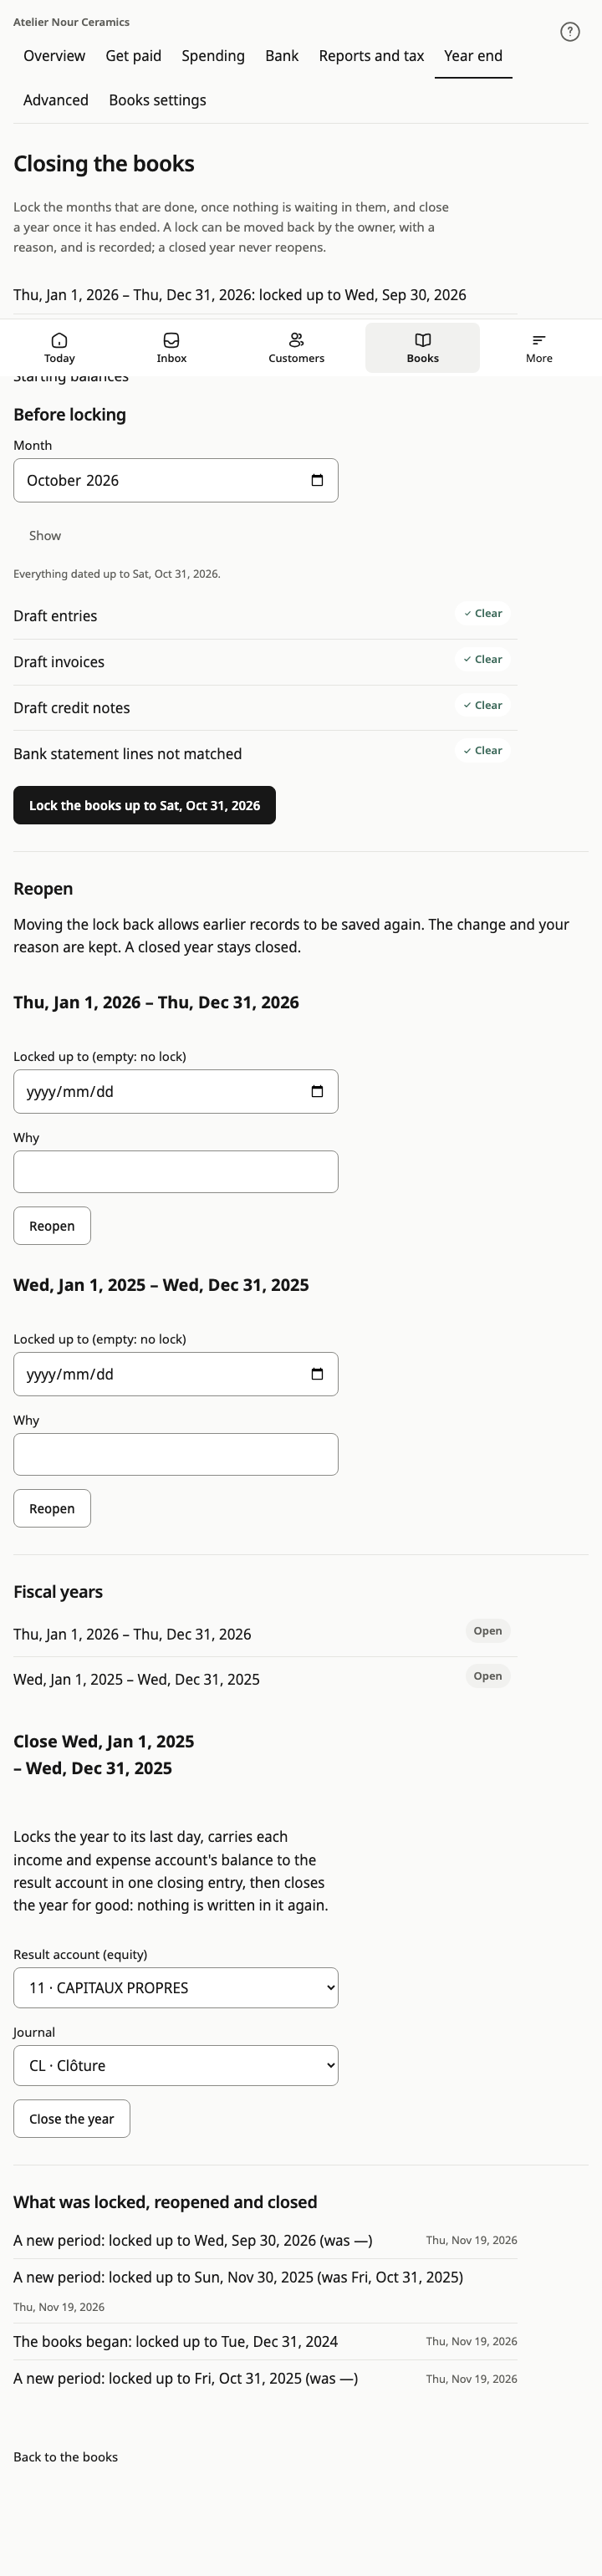 Atelier Nour Ceramics
Overview Get paid Spending Bank Reports and tax Year end
Advanced Books settings
Closing the books
Lock the months that are done, once nothing is waiting in them, and close
a year once it has ended. A lock can be moved back by the owner, with a
reason, and is recorded; a closed year never reopens.
Thu, Jan 1, 2026 – Thu, Dec 31, 2026: locked up to Wed, Sep 30, 2026
Today Inbox Customers Books More
Starting balances
Before locking
Month
October 2026
Show
Everything dated up to Sat, Oct 31, 2026.
Draft entries ✓ Clear
Draft invoices ✓ Clear
Draft credit notes ✓ Clear
Bank statement lines not matched ✓ Clear
Lock the books up to Sat, Oct 31, 2026
Reopen
Moving the lock back allows earlier records to be saved again. The change and your
reason are kept. A closed year stays closed.
Thu, Jan 1, 2026 – Thu, Dec 31, 2026
Locked up to (empty: no lock)
yyyy/mm/dd
Why
Reopen
Wed, Jan 1, 2025 – Wed, Dec 31, 2025
Locked up to (empty: no lock)
yyyy/mm/dd
Why
Reopen
Fiscal years
Thu, Jan 1, 2026 – Thu, Dec 31, 2026 Open
Wed, Jan 1, 2025 – Wed, Dec 31, 2025 Open
Close Wed, Jan 1, 2025
– Wed, Dec 31, 2025
Locks the year to its last day, carries each
income and expense account's balance to the
result account in one closing entry, then closes
the year for good: nothing is written in it again.
Result account (equity)
11 · CAPITAUX PROPRES
Journal
CL · Clôture
Close the year
What was locked, reopened and closed
A new period: locked up to Wed, Sep 30, 2026 (was —) Thu, Nov 19, 2026
A new period: locked up to Sun, Nov 30, 2025 (was Fri, Oct 31, 2025)
Thu, Nov 19, 2026
The books began: locked up to Tue, Dec 31, 2024 Thu, Nov 19, 2026
A new period: locked up to Fri, Oct 31, 2025 (was —) Thu, Nov 19, 2026
Back to the books